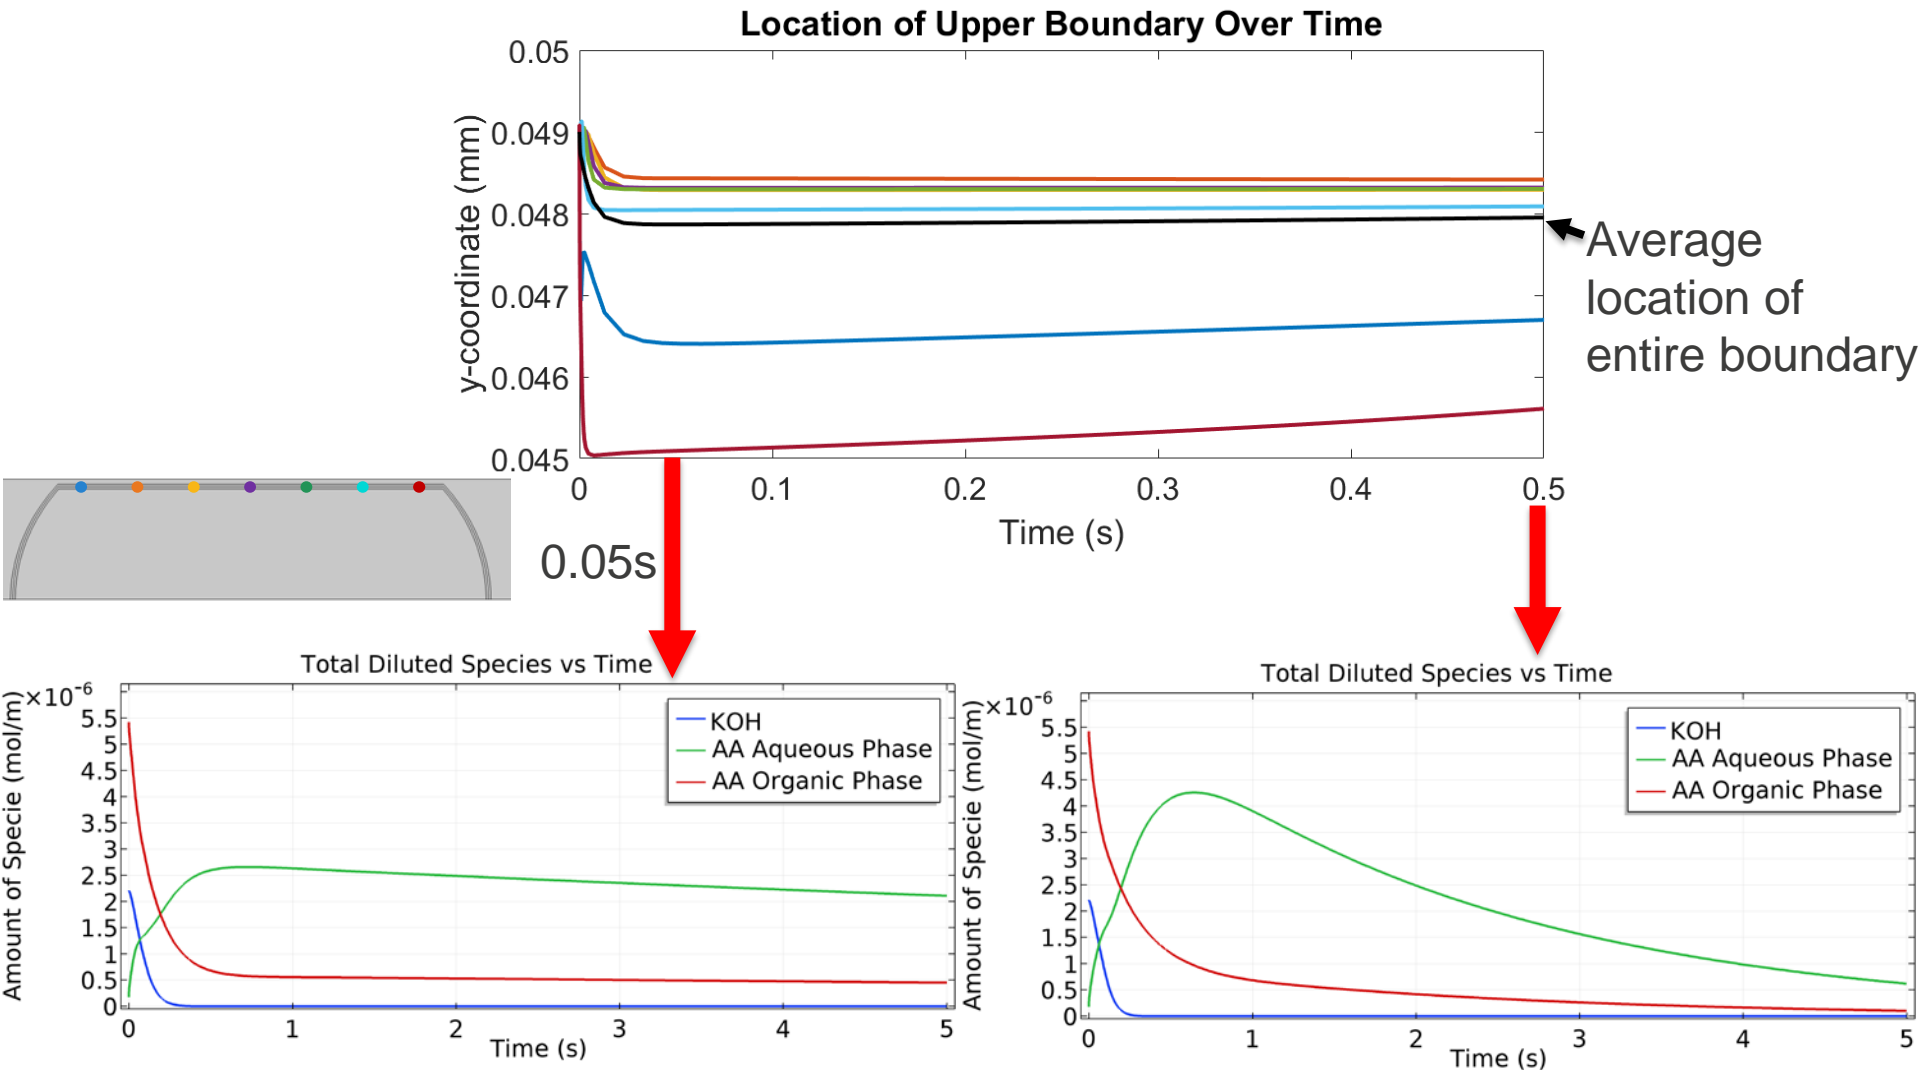 Location of Upper Boundary Over Time
y-coordinate (mm)
0.05
0.049
0.048
0.047
0.046
0.045
0 0.1 0.2 0.3 0.4 0.5
Time (s)
Average
location of
entire boundary
0.05s
Total Diluted Species vs Time
Amount of Specie (mol/m)
×10⁻⁶
5.5
5
4.5
4
3.5
3
2.5
2
1.5
1
0.5
0
KOH
AA Aqueous Phase
AA Organic Phase
0 1 2 3 4 5
Time (s)
Total Diluted Species vs Time
Amount of Specie (mol/m)
×10⁻⁶
5.5
5
4.5
4
3.5
3
2.5
2
1.5
1
0.5
0
KOH
AA Aqueous Phase
AA Organic Phase
0 1 2 3 4 5
Time (s)